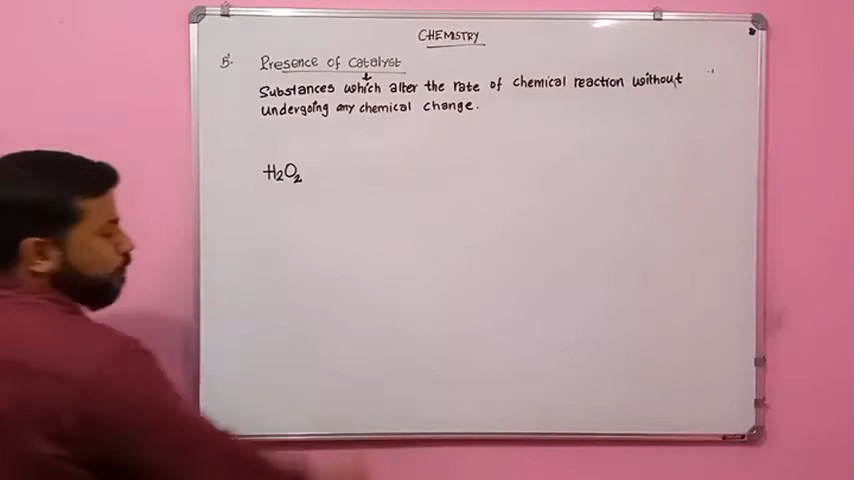 CHEMISTRY
5. Presence of catalyst
Substances which alter the rate of chemical reaction without
undergoing any chemical change.
H₂O₂